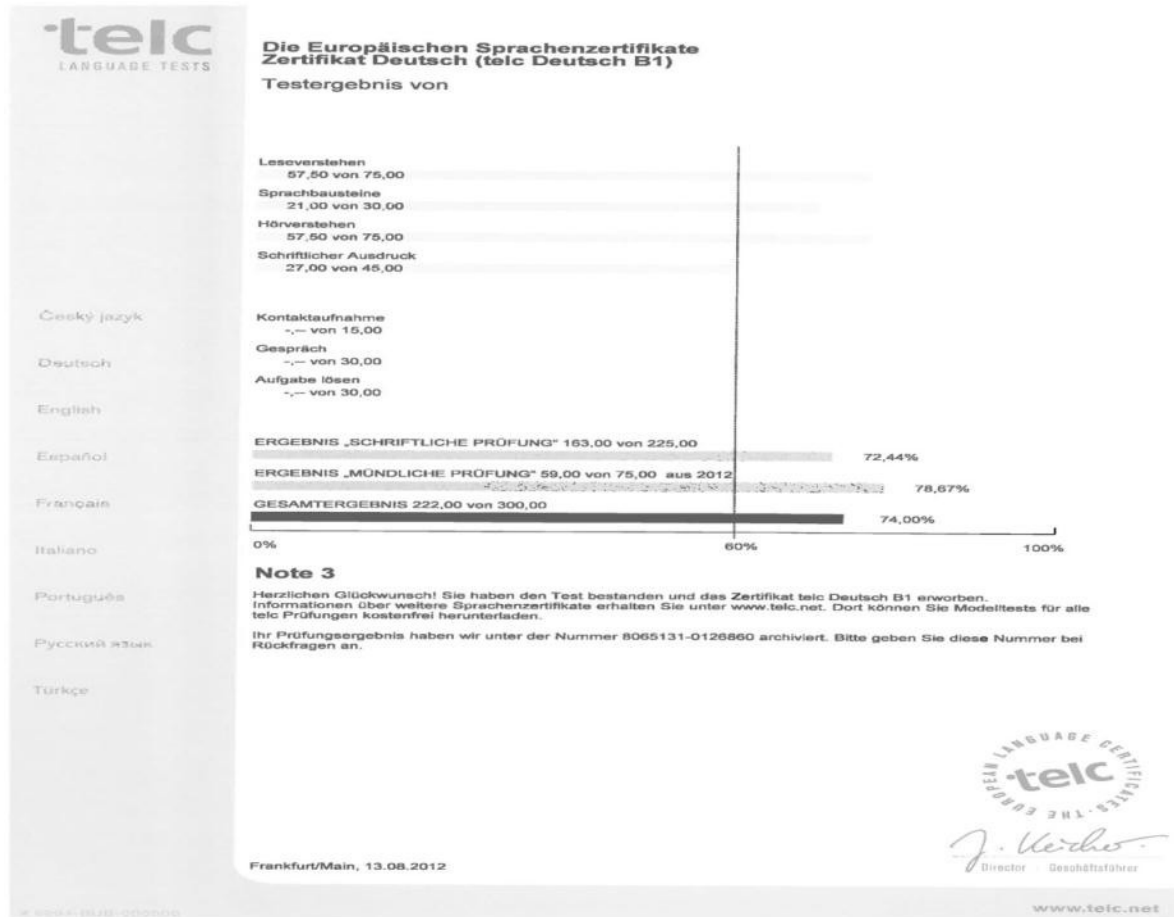 telc
LANGUAGE TESTS
Die Europäischen Sprachenzertifikate
Zertifikat Deutsch (telc Deutsch B1)
Testergebnis von
Leseverstehen
57,50 von 75,00
Sprachbausteine
21,00 von 30,00
Hörverstehen
57,50 von 75,00
Schriftlicher Ausdruck
27,00 von 45,00
Kontaktaufnahme
-,-- von 15,00
Gespräch
-,-- von 30,00
Aufgabe lösen
-,-- von 30,00
ERGEBNIS „SCHRIFTLICHE PRÜFUNG" 163,00 von 225,00
72,44%
ERGEBNIS „MÜNDLICHE PRÜFUNG" 59,00 von 75,00 aus 2012
78,67%
GESAMTERGEBNIS 222,00 von 300,00
74,00%
0% 60% 100%
Note 3
Herzlichen Glückwunsch! Sie haben den Test bestanden und das Zertifikat telc Deutsch B1 erworben.
Informationen über weitere Sprachenzertifikate erhalten Sie unter www.telc.net. Dort können Sie Modelltests für alle
telc Prüfungen kostenfrei herunterladen.
Ihr Prüfungsergebnis haben wir unter der Nummer 8065131-0126860 archiviert. Bitte geben Sie diese Nummer bei
Rückfragen an.
Český jazyk
Deutsch
English
Español
Français
Italiano
Português
Русский язык
Türkçe
THE EUROPEAN LANGUAGE CERTIFICATES
telc
Director Geschäftsführer
Frankfurt/Main, 13.08.2012
www.telc.net